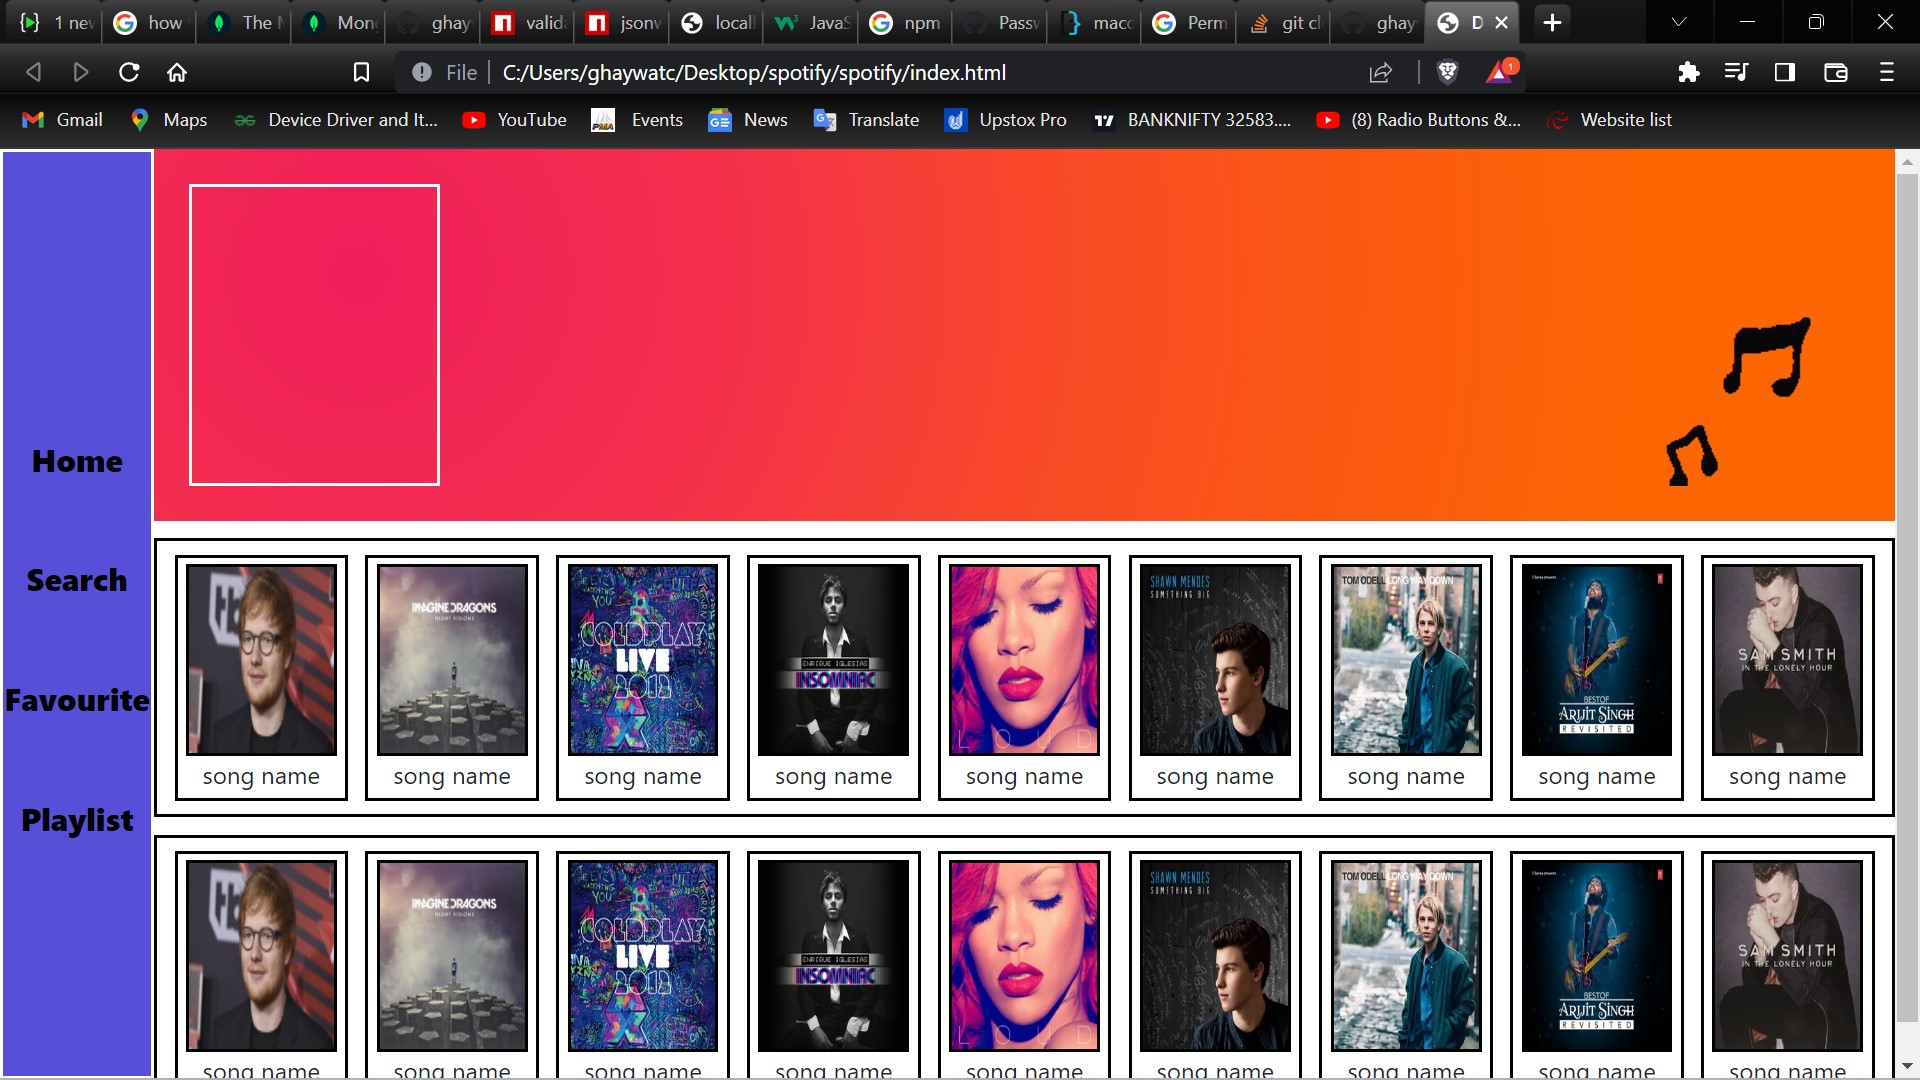 1 nev how The M Mon ghay valid jsonv locall JavaS npm Passv macc Perm git cl ghay D
File C:/Users/ghaywatc/Desktop/spotify/spotify/index.html 1
Gmail Maps Device Driver and It... YouTube Events News Translate Upstox Pro BANKNIFTY 32583.... (8) Radio Buttons &... Website list
Home
Search
Favourite
Playlist
IMAGINE DRAGONS
NIGHT VISIONS
COLDPLAY
LIVE
2012
ENRIQUE IGLESIAS
INSOMNIAC
LOUD
SHAWN MENDES
SOMETHING BIG
TOM ODELL LONG WAY DOWN
BEST OF
ARIJIT SINGH
REVISITED
SAM SMITH
IN THE LONELY HOUR
song name song name song name song name song name song name song name song name song name
IMAGINE DRAGONS
NIGHT VISIONS
COLDPLAY
LIVE
2012
ENRIQUE IGLESIAS
INSOMNIAC
LOUD
SHAWN MENDES
SOMETHING BIG
TOM ODELL LONG WAY DOWN
BEST OF
ARIJIT SINGH
REVISITED
SAM SMITH
IN THE LONELY HOUR
song name song name song name song name song name song name song name song name song name